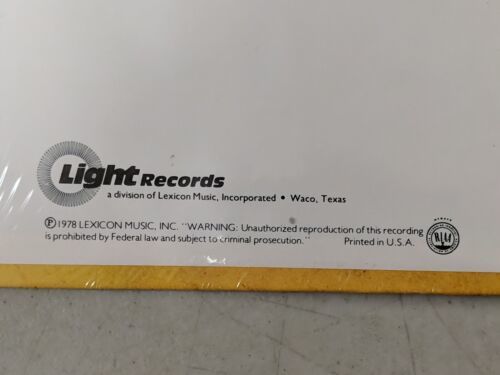 Light Records
a division of Lexicon Music, Incorporated • Waco, Texas
Ⓟ1978 LEXICON MUSIC, INC. "WARNING: Unauthorized reproduction of this recording
is prohibited by Federal law and subject to criminal prosecution." Printed in U.S.A.